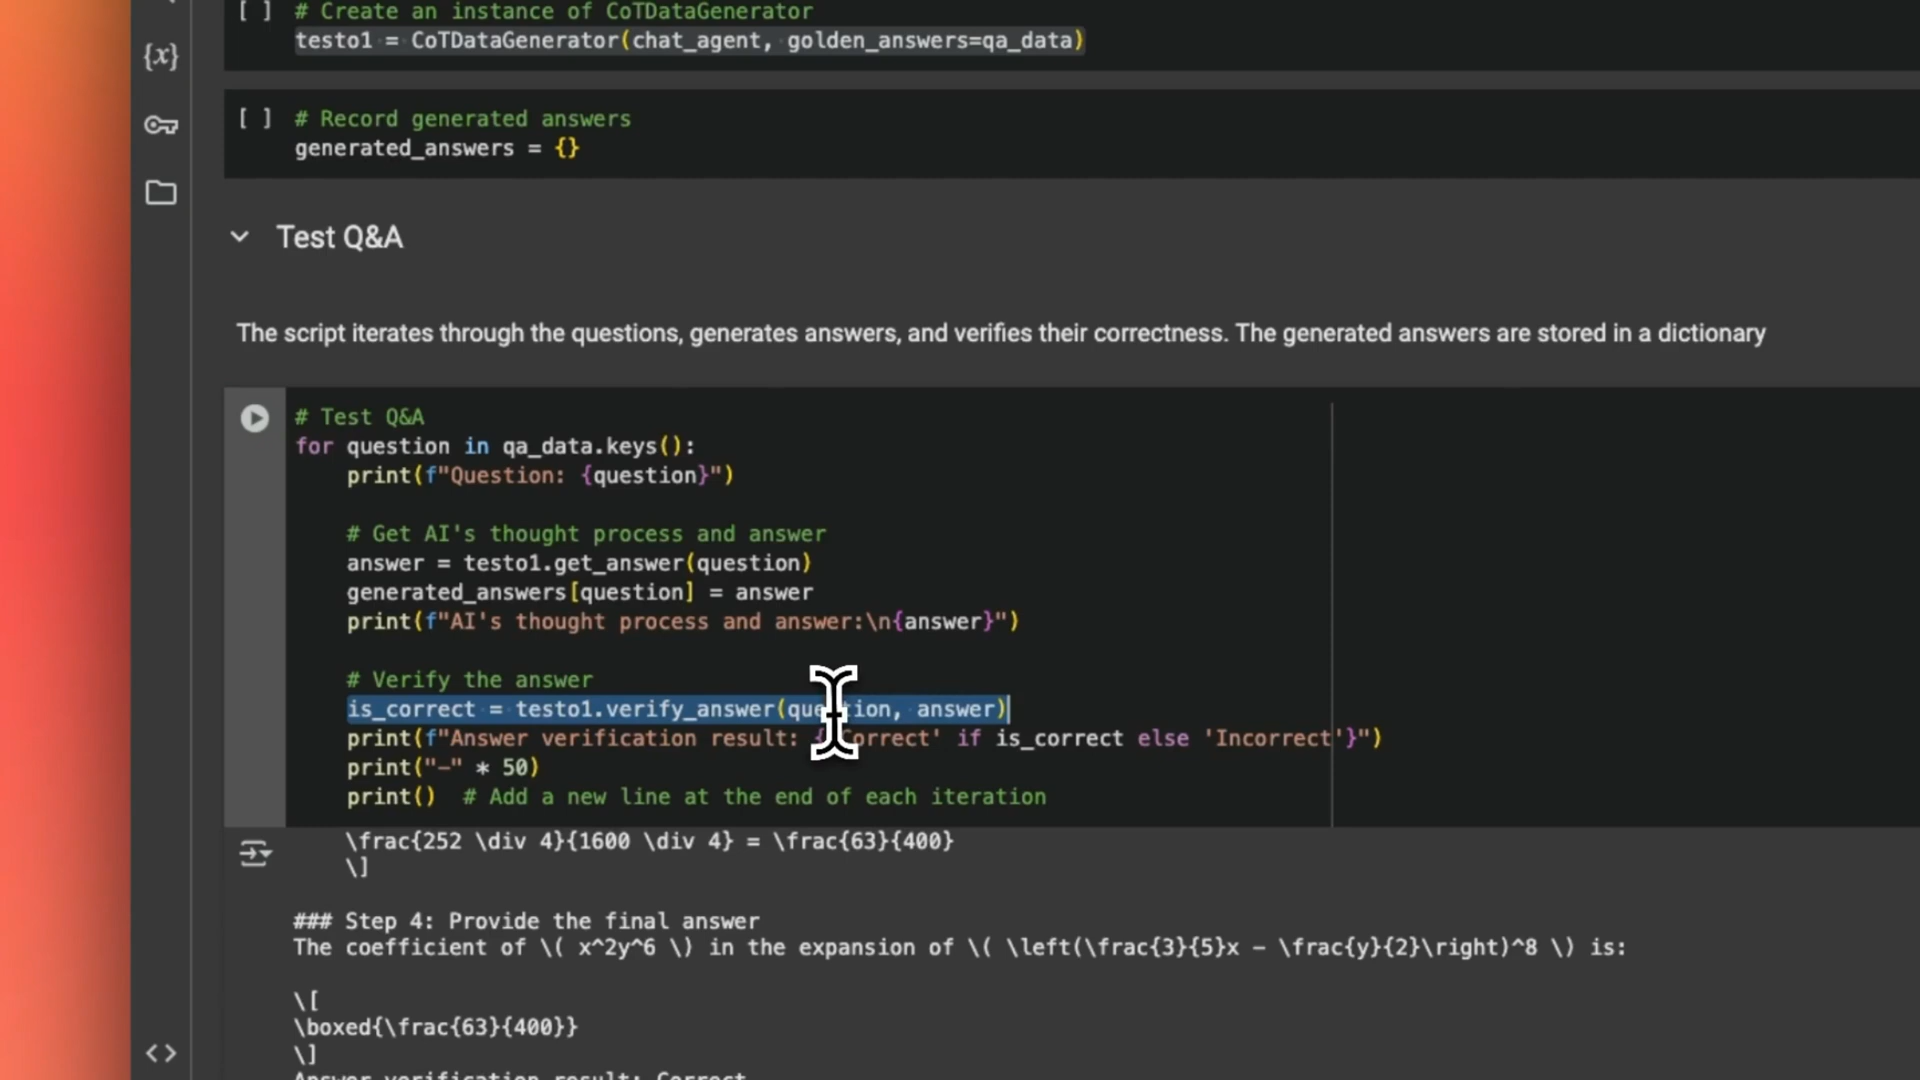 [ ] # Create an instance of CoTDataGenerator
testo1 = CoTDataGenerator(chat_agent, golden_answers=qa_data)
{x}
[ ] # Record generated answers
generated_answers = {}
Test Q&A
The script iterates through the questions, generates answers, and verifies their correctness. The generated answers are stored in a dictionary
# Test Q&A
for question in qa_data.keys():
    print(f"Question: {question}")
    # Get AI's thought process and answer
    answer = testo1.get_answer(question)
    generated_answers[question] = answer
    print(f"AI's thought process and answer:\n{answer}")
    # Verify the answer
    is_correct = testo1.verify_answer(question, answer)
    print(f"Answer verification result: {'Correct' if is_correct else 'Incorrect'}")
    print("-" * 50)
    print()  # Add a new line at the end of each iteration
    \frac{252 \div 4}{1600 \div 4} = \frac{63}{400}
    \]
### Step 4: Provide the final answer
The coefficient of \( x^2y^6 \) in the expansion of \( \left(\frac{3}{5}x - \frac{y}{2}\right)^8 \) is:
\[
\boxed{\frac{63}{400}}
\]
Answer verification result: Correct